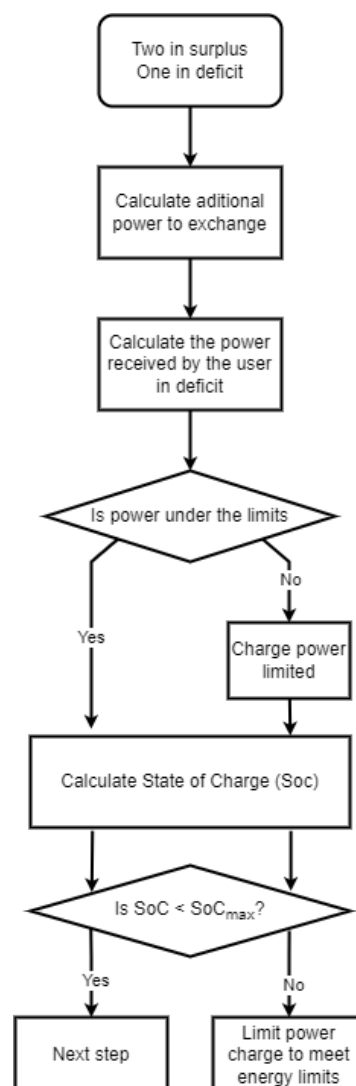 Two in surplus
One in deficit
Calculate aditional
power to exchange
Calculate the power
received by the user
in deficit
Is power under the limits
No
Yes
Charge power
limited
Calculate State of Charge (Soc)
Is SoC < SoCmax?
Yes
No
Next step
Limit power
charge to meet
energy limits